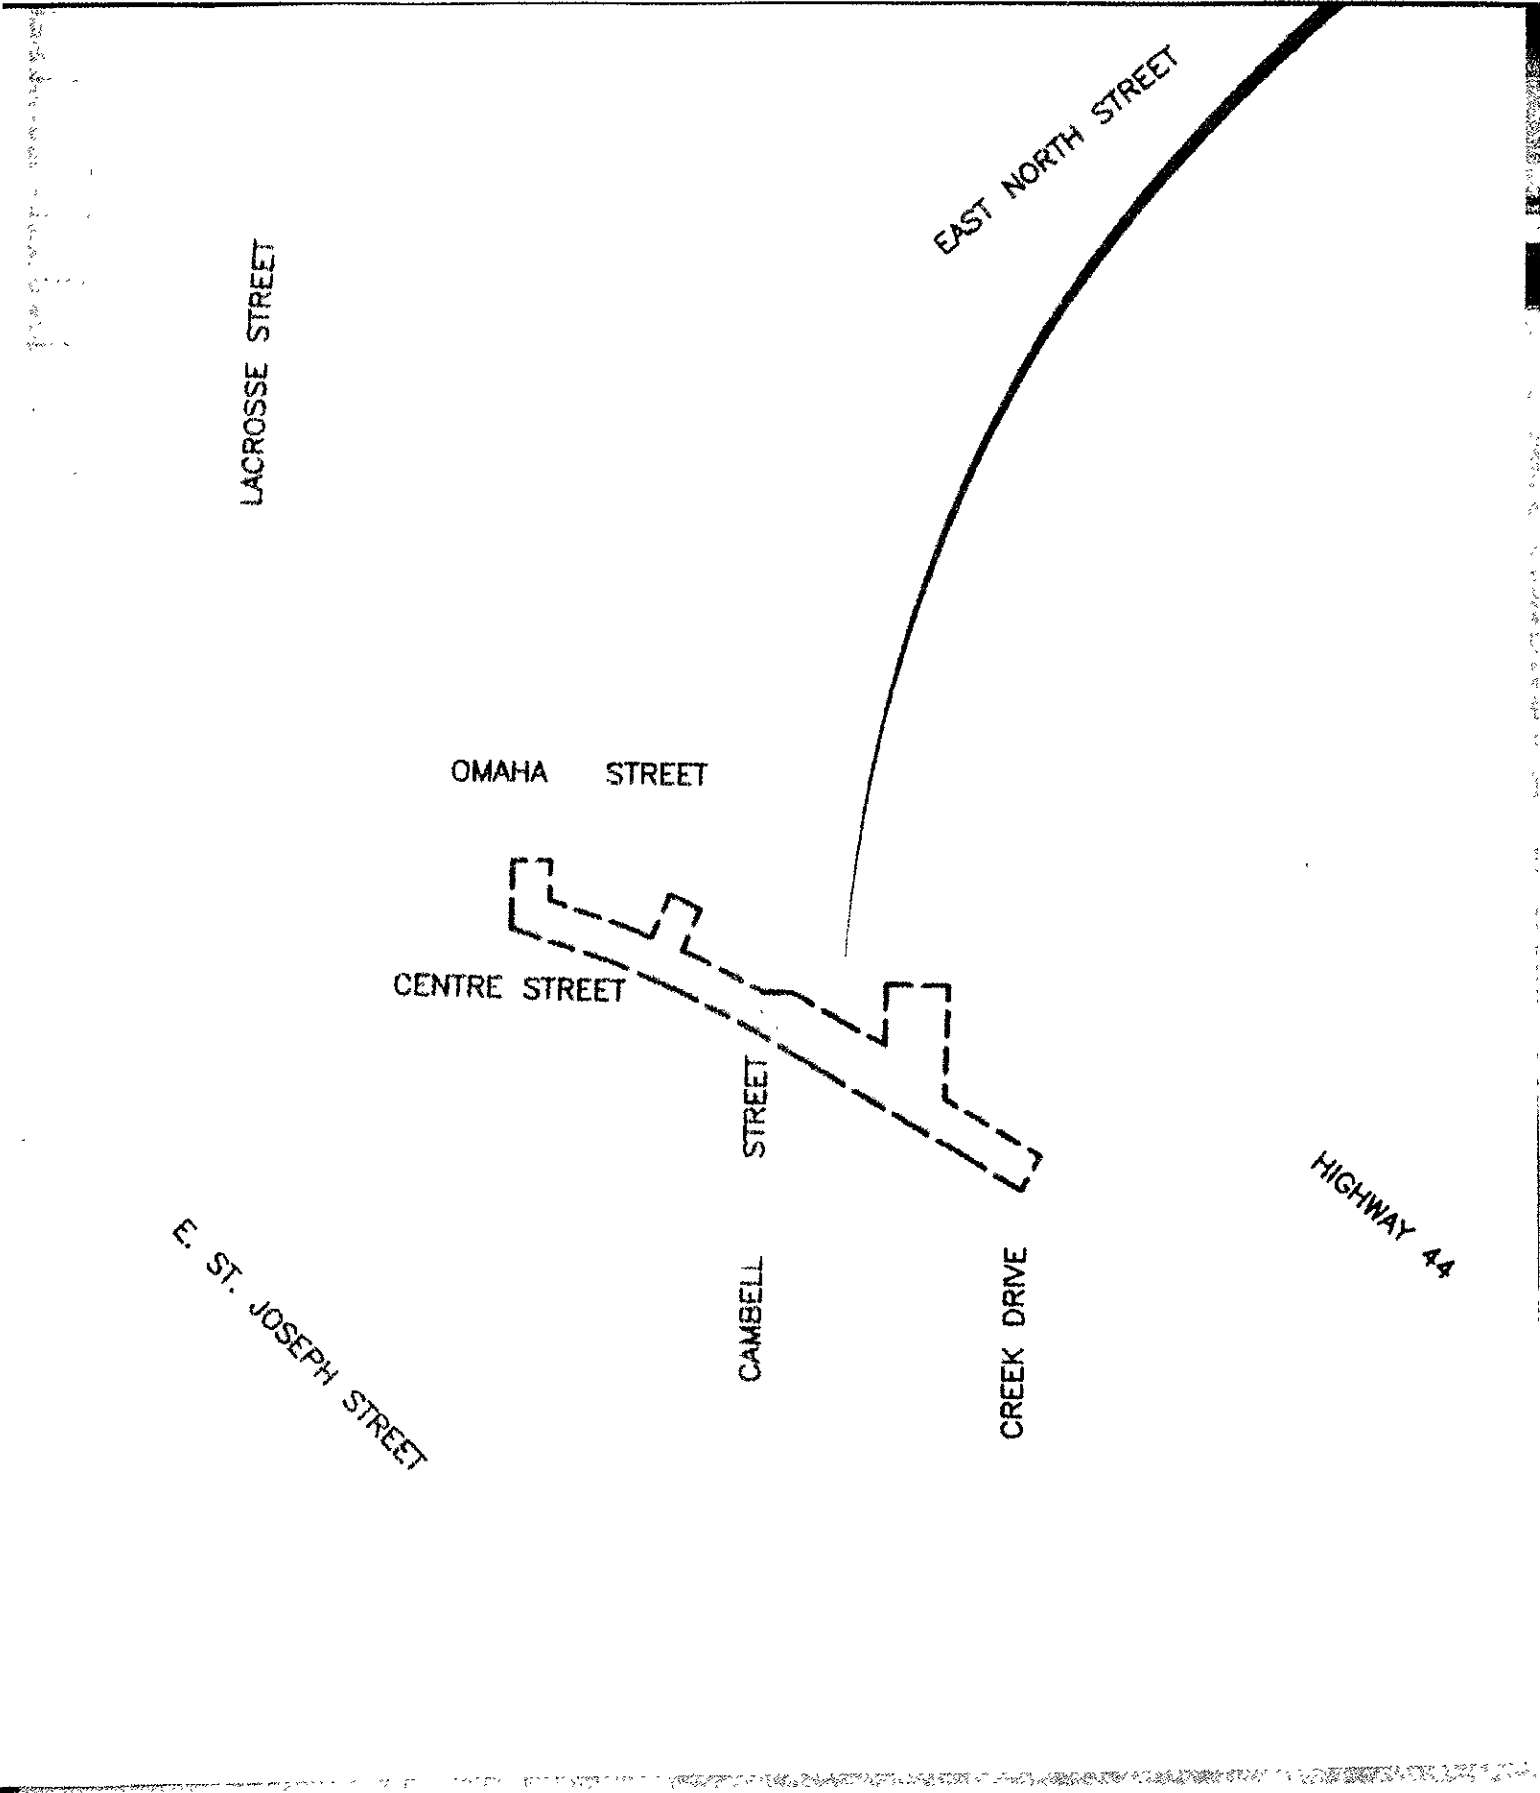 EAST NORTH STREET
LACROSSE STREET
OMAHA STREET
CENTRE STREET
CAMBELL STREET
HIGHWAY 44
E. ST. JOSEPH STREET
CREEK DRIVE